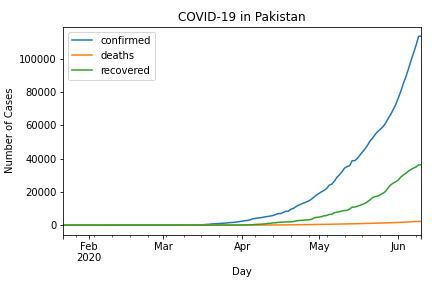 COVID-19 in Pakistan
confirmed
deaths
recovered
Number of Cases
100000
80000
60000
40000
20000
0
Feb Mar Apr May Jun
2020
Day